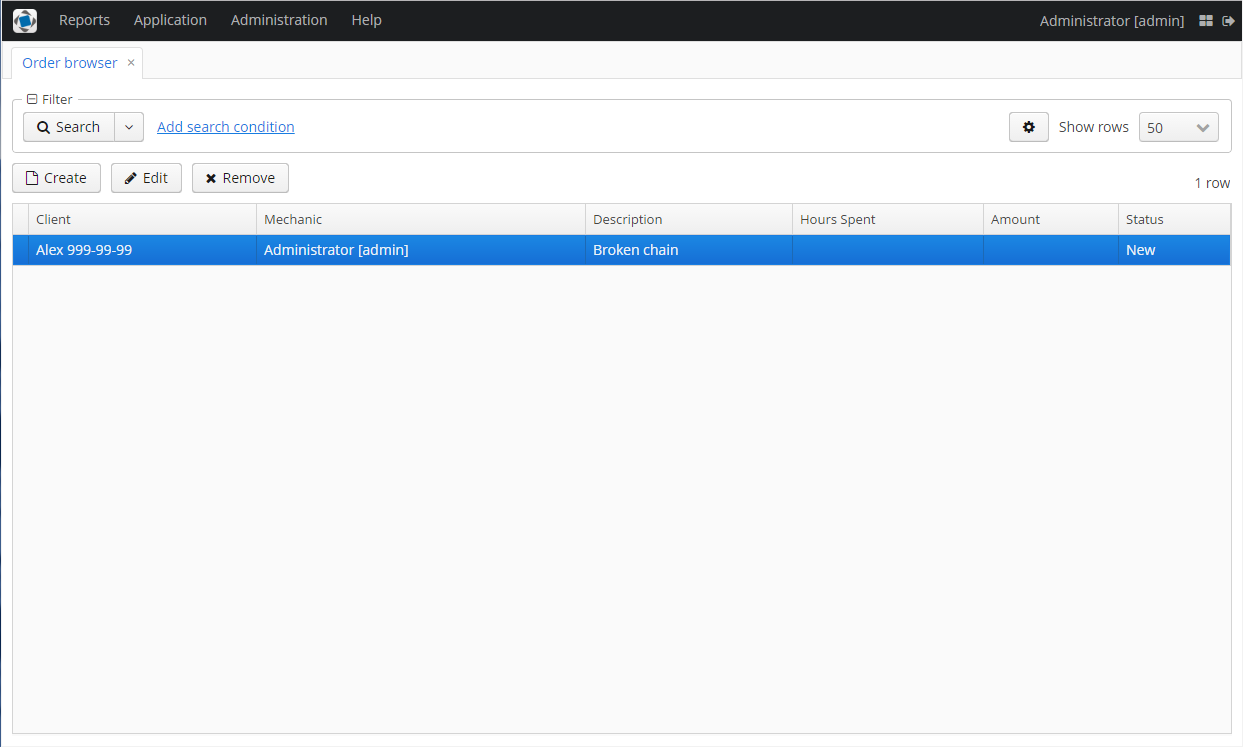 Reports Application Administration Help Administrator [admin]
Order browser ×
Filter
Search Add search condition Show rows 50
Create Edit Remove
1 row
Client Mechanic Description Hours Spent Amount Status
Alex 999-99-99 Administrator [admin] Broken chain New